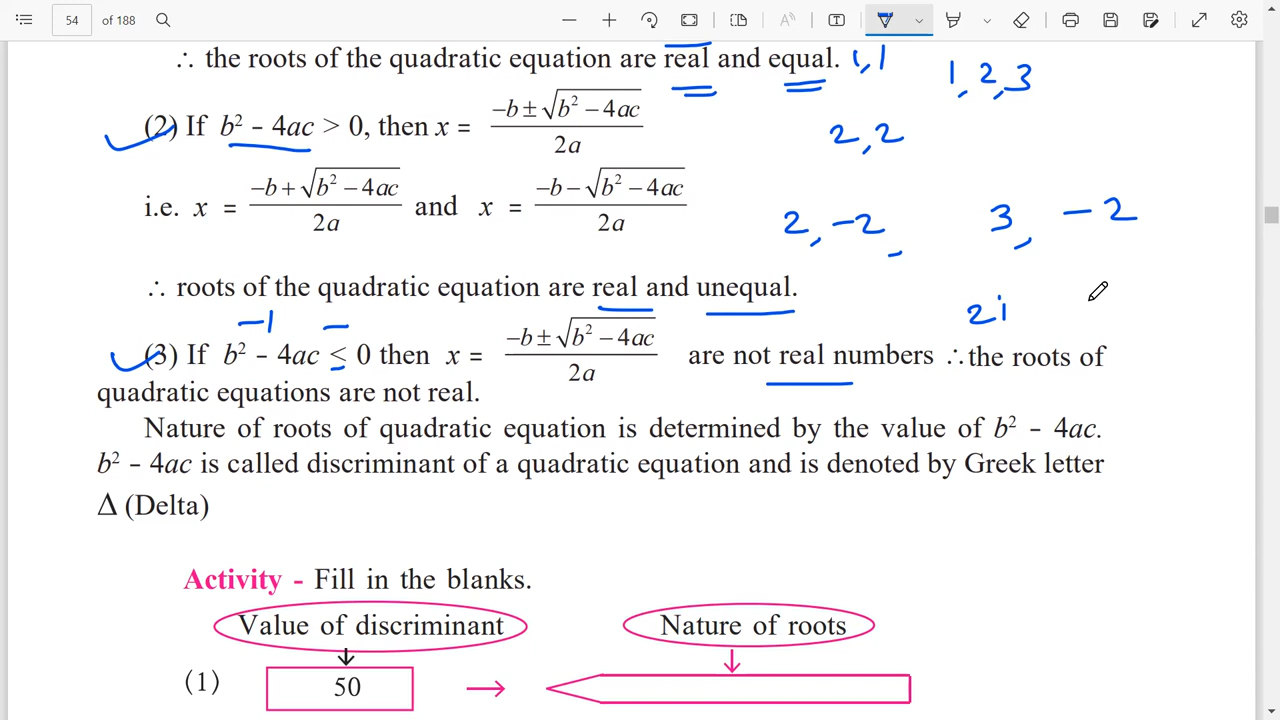 54 of 188
∴ the roots of the quadratic equation are real and equal. 1,1 1,2,3
(2) If b² - 4ac > 0, then x = (-b ± √(b² - 4ac)) / 2a 2,2
i.e. x = (-b + √(b² - 4ac)) / 2a and x = (-b - √(b² - 4ac)) / 2a 2,-2, 3, -2
∴ roots of the quadratic equation are real and unequal.
-1 - 2i
(3) If b² - 4ac < 0 then x = (-b ± √(b² - 4ac)) / 2a are not real numbers ∴ the roots of
quadratic equations are not real.
Nature of roots of quadratic equation is determined by the value of b² - 4ac.
b² - 4ac is called discriminant of a quadratic equation and is denoted by Greek letter
Δ (Delta)
Activity - Fill in the blanks.
Value of discriminant Nature of roots
(1) 50